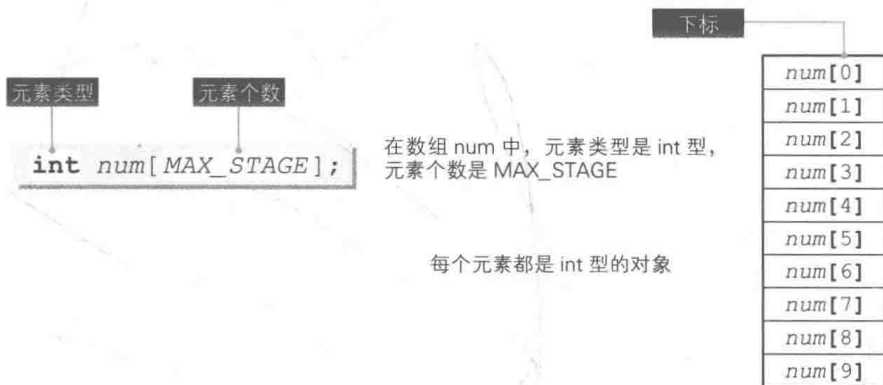 下标
元素类型
元素个数
int num[MAX_STAGE];
在数组 num 中，元素类型是 int 型，
元素个数是 MAX_STAGE
每个元素都是 int 型的对象
num[0]
num[1]
num[2]
num[3]
num[4]
num[5]
num[6]
num[7]
num[8]
num[9]